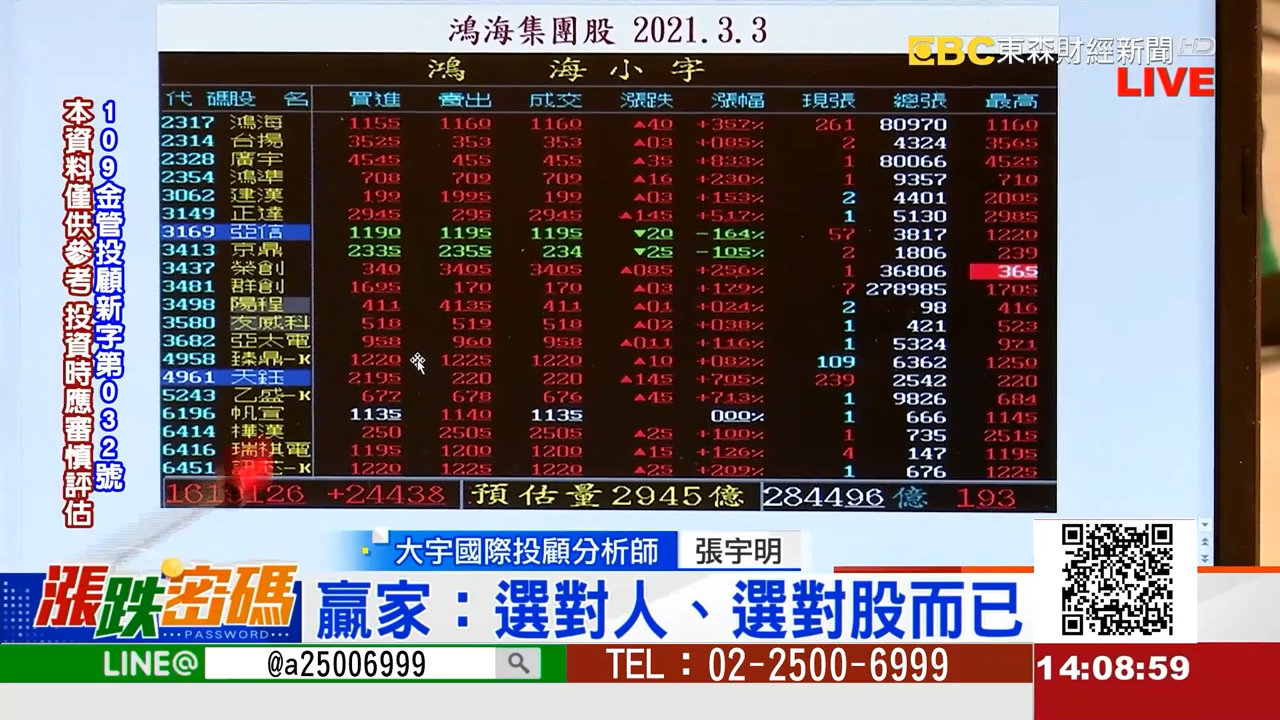 鴻海集團股 2021.3.3
EBC 東森財經新聞 HD
LIVE
109金管投顧新字第032號
本資料僅供參考 投資時應審慎評估
鴻 海 小 字
代 碼 股 名 買進 賣出 成交 漲跌 漲幅 現張 總張 最高
2317 鴻海 1155 1160 1160 ▲40 +357% 261 80970 1160
2314 台揚 3525 353 353 ▲03 +085% 2 4324 3565
2328 廣宇 4545 455 455 ▲35 +833% 1 80066 4525
2354 鴻準 708 709 709 ▲16 +230% 1 9357 710
3062 建漢 199 1995 199 ▲03 +153% 2 4401 2005
3149 正達 2945 295 2945 ▲145 +517% 1 5130 2985
3169 亞信 1190 1195 1195 ▼20 -164% 57 3817 1220
3413 京鼎 2335 2355 234 ▼25 -105% 2 1806 239
3437 榮創 340 3405 3405 ▲085 +256% 1 36806 365
3481 群創 1695 170 170 ▲03 +179% 7 278985 1705
3498 陽程 411 4135 411 ▲01 +024% 2 98 416
3580 友威科 518 519 518 ▲02 +038% 1 421 523
3682 亞太電 958 960 958 ▲011 +116% 1 5324 971
4958 臻鼎-K 1220 1225 1220 ▲10 +082% 109 6362 1250
4961 天鈺 2195 220 220 ▲145 +705% 239 2542 220
5243 乙盛-K 677 678 676 ▲45 +713% 1 9826 684
6196 帆宣 1135 1140 1135 000% 1 666 1145
6414 樺漢 250 2505 2505 ▲25 +100% 1 735 2515
6416 瑞祺電 1195 1200 1200 ▲15 +126% 4 147 1195
6451 訊芯-K 1220 1225 1220 ▲25 +209% 1 676 1225
+24438 預估量2945億 284496 億 193
大宇國際投顧分析師 張宇明
漲跌密碼
PASSWORD
贏家：選對人、選對股而已
LINE@ @a25006999 TEL：02-2500-6999
14:08:59